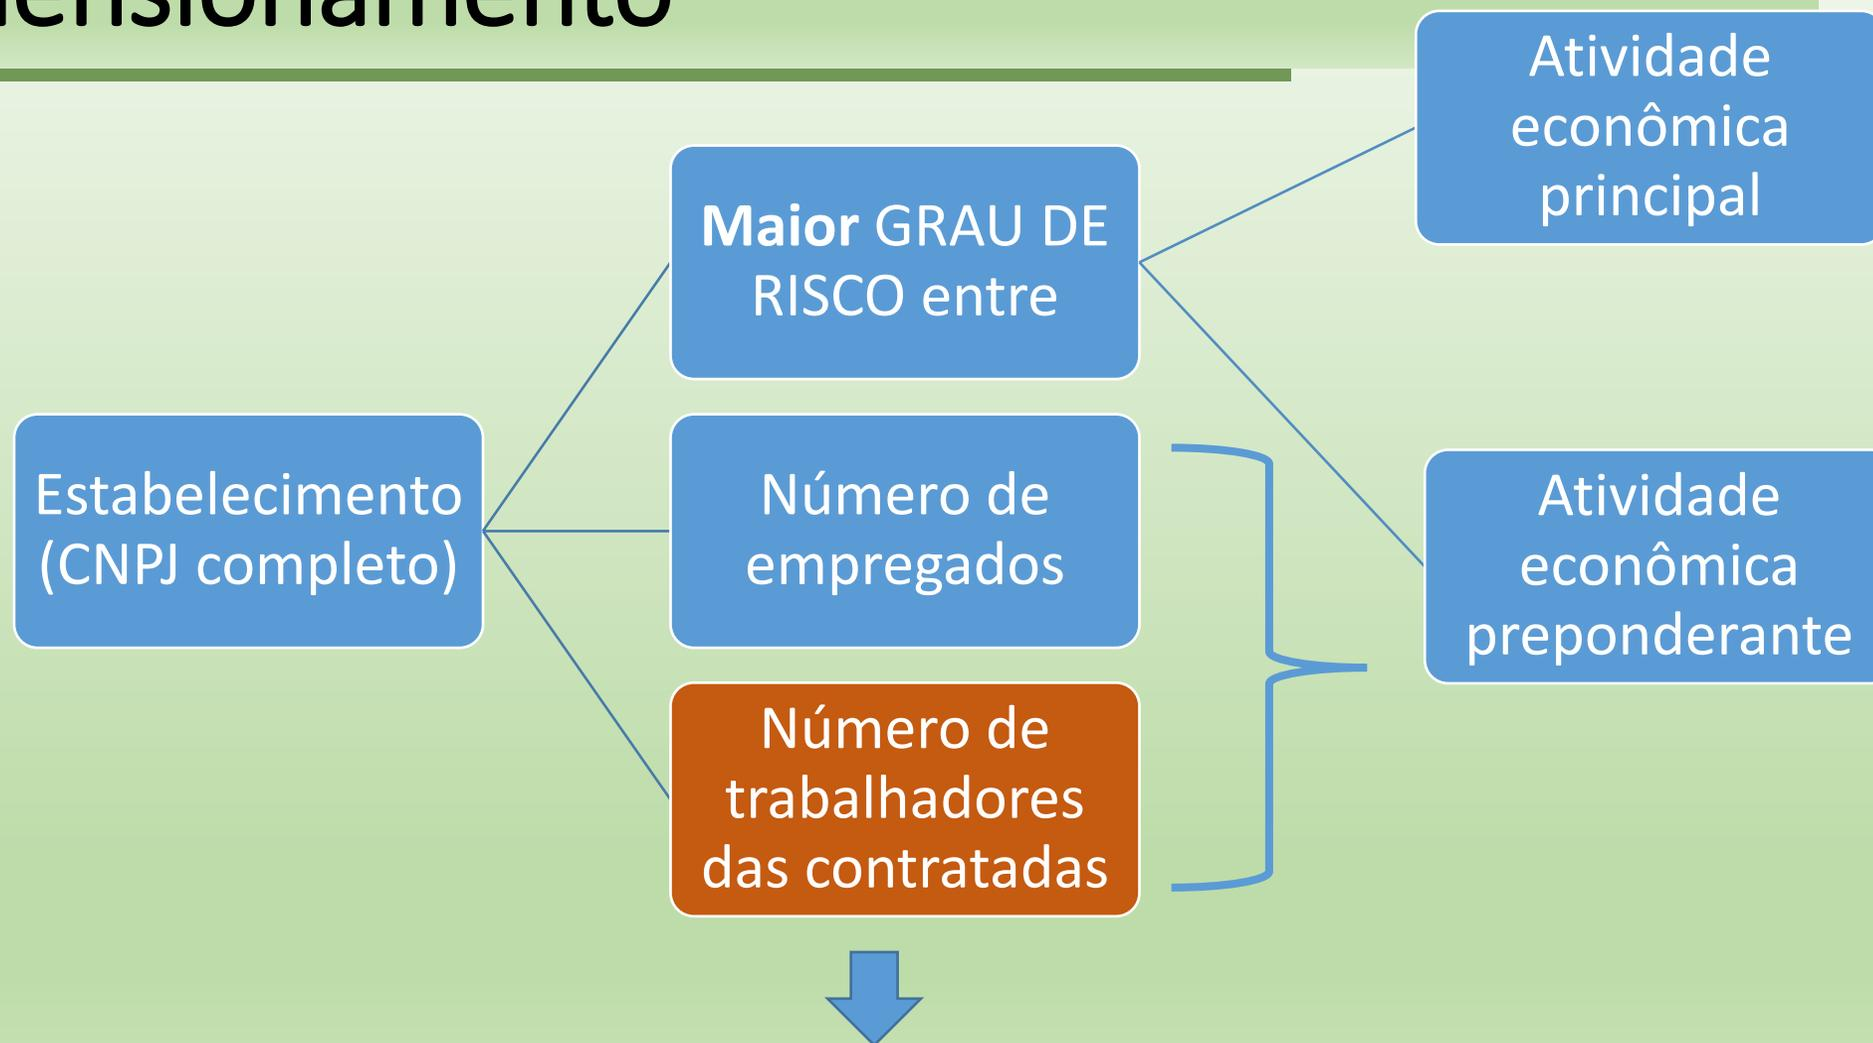 Atividade
econômica
principal
Maior GRAU DE
RISCO entre
Estabelecimento
(CNPJ completo)
Número de
empregados
Atividade
econômica
preponderante
Número de
trabalhadores
das contratadas